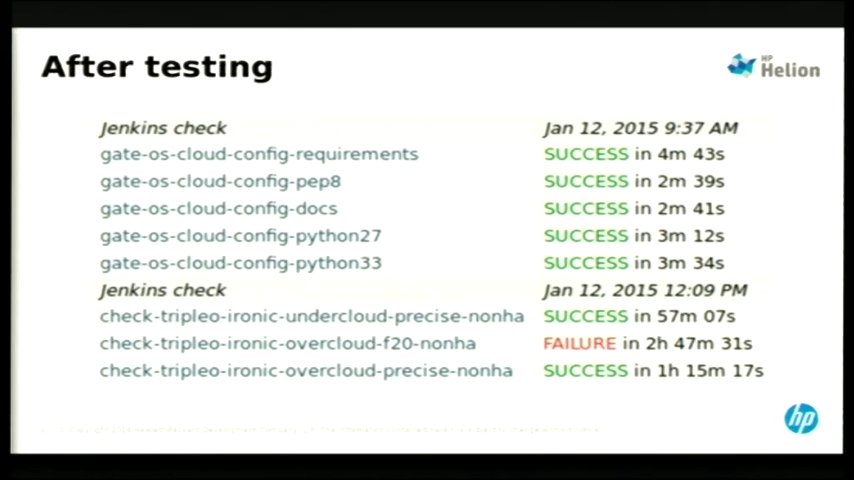 After testing
HP
Helion
Jenkins check Jan 12, 2015 9:37 AM
gate-os-cloud-config-requirements SUCCESS in 4m 43s
gate-os-cloud-config-pep8 SUCCESS in 2m 39s
gate-os-cloud-config-docs SUCCESS in 2m 41s
gate-os-cloud-config-python27 SUCCESS in 3m 12s
gate-os-cloud-config-python33 SUCCESS in 3m 34s
Jenkins check Jan 12, 2015 12:09 PM
check-tripleo-ironic-undercloud-precise-nonha SUCCESS in 57m 07s
check-tripleo-ironic-overcloud-f20-nonha FAILURE in 2h 47m 31s
check-tripleo-ironic-overcloud-precise-nonha SUCCESS in 1h 15m 17s
hp